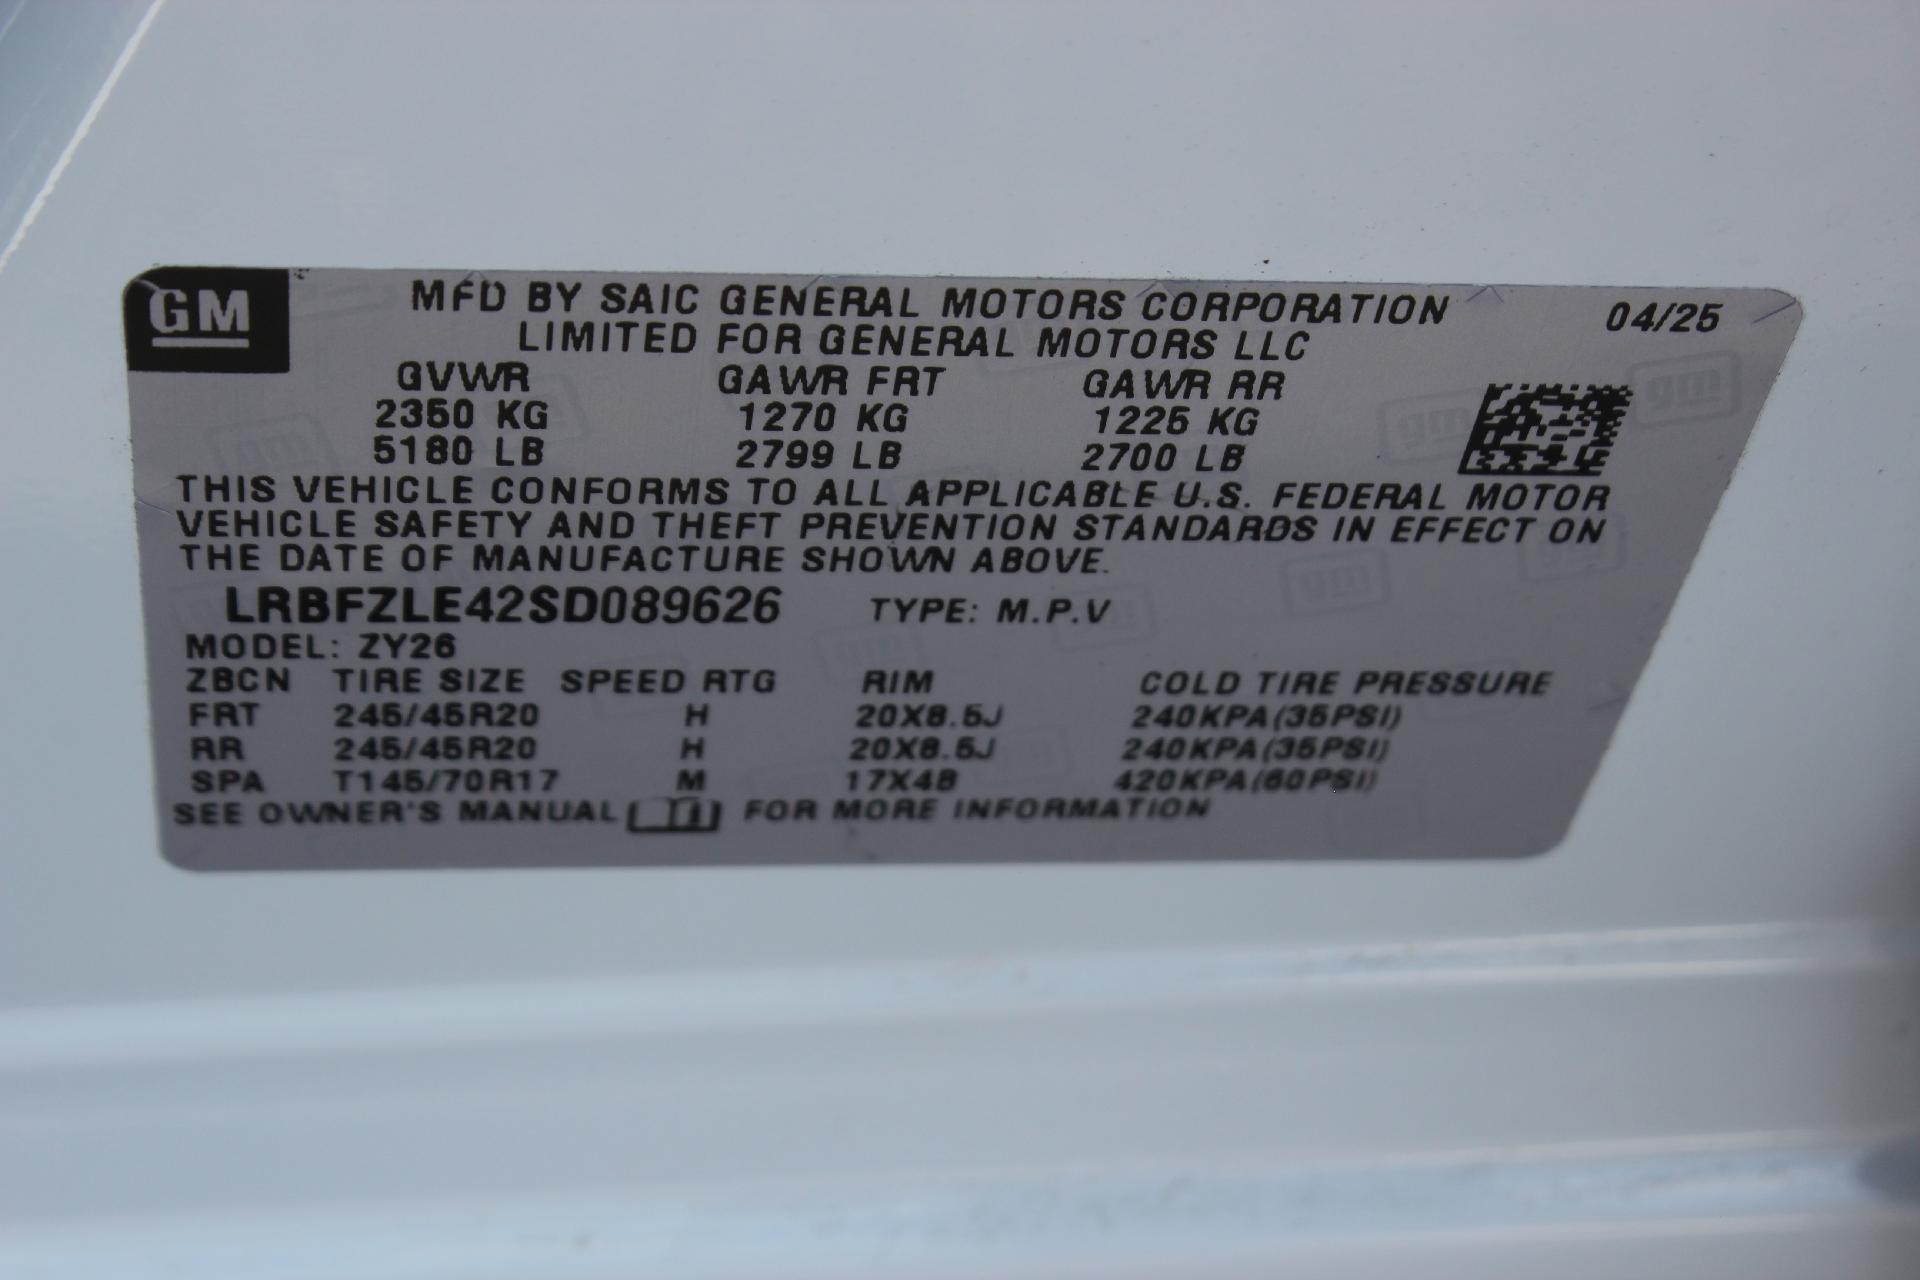 GM
MFD BY SAIC GENERAL MOTORS CORPORATION 04/25
LIMITED FOR GENERAL MOTORS LLC
GVWR GAWR FRT GAWR RR
2350 KG 1270 KG 1225 KG
5180 LB 2799 LB 2700 LB
THIS VEHICLE CONFORMS TO ALL APPLICABLE U.S. FEDERAL MOTOR
VEHICLE SAFETY AND THEFT PREVENTION STANDARDS IN EFFECT ON
THE DATE OF MANUFACTURE SHOWN ABOVE.
LRBFZLE42SD089626 TYPE: M.P.V
MODEL: ZY26
ZBCN TIRE SIZE SPEED RTG RIM COLD TIRE PRESSURE
FRT 245/45R20 H 20X8.5J 240KPA(35PSI)
RR 245/45R20 H 20X8.5J 240KPA(35PSI)
SPA T145/70R17 M 17X4B 420KPA(60PSI)
SEE OWNER'S MANUAL FOR MORE INFORMATION